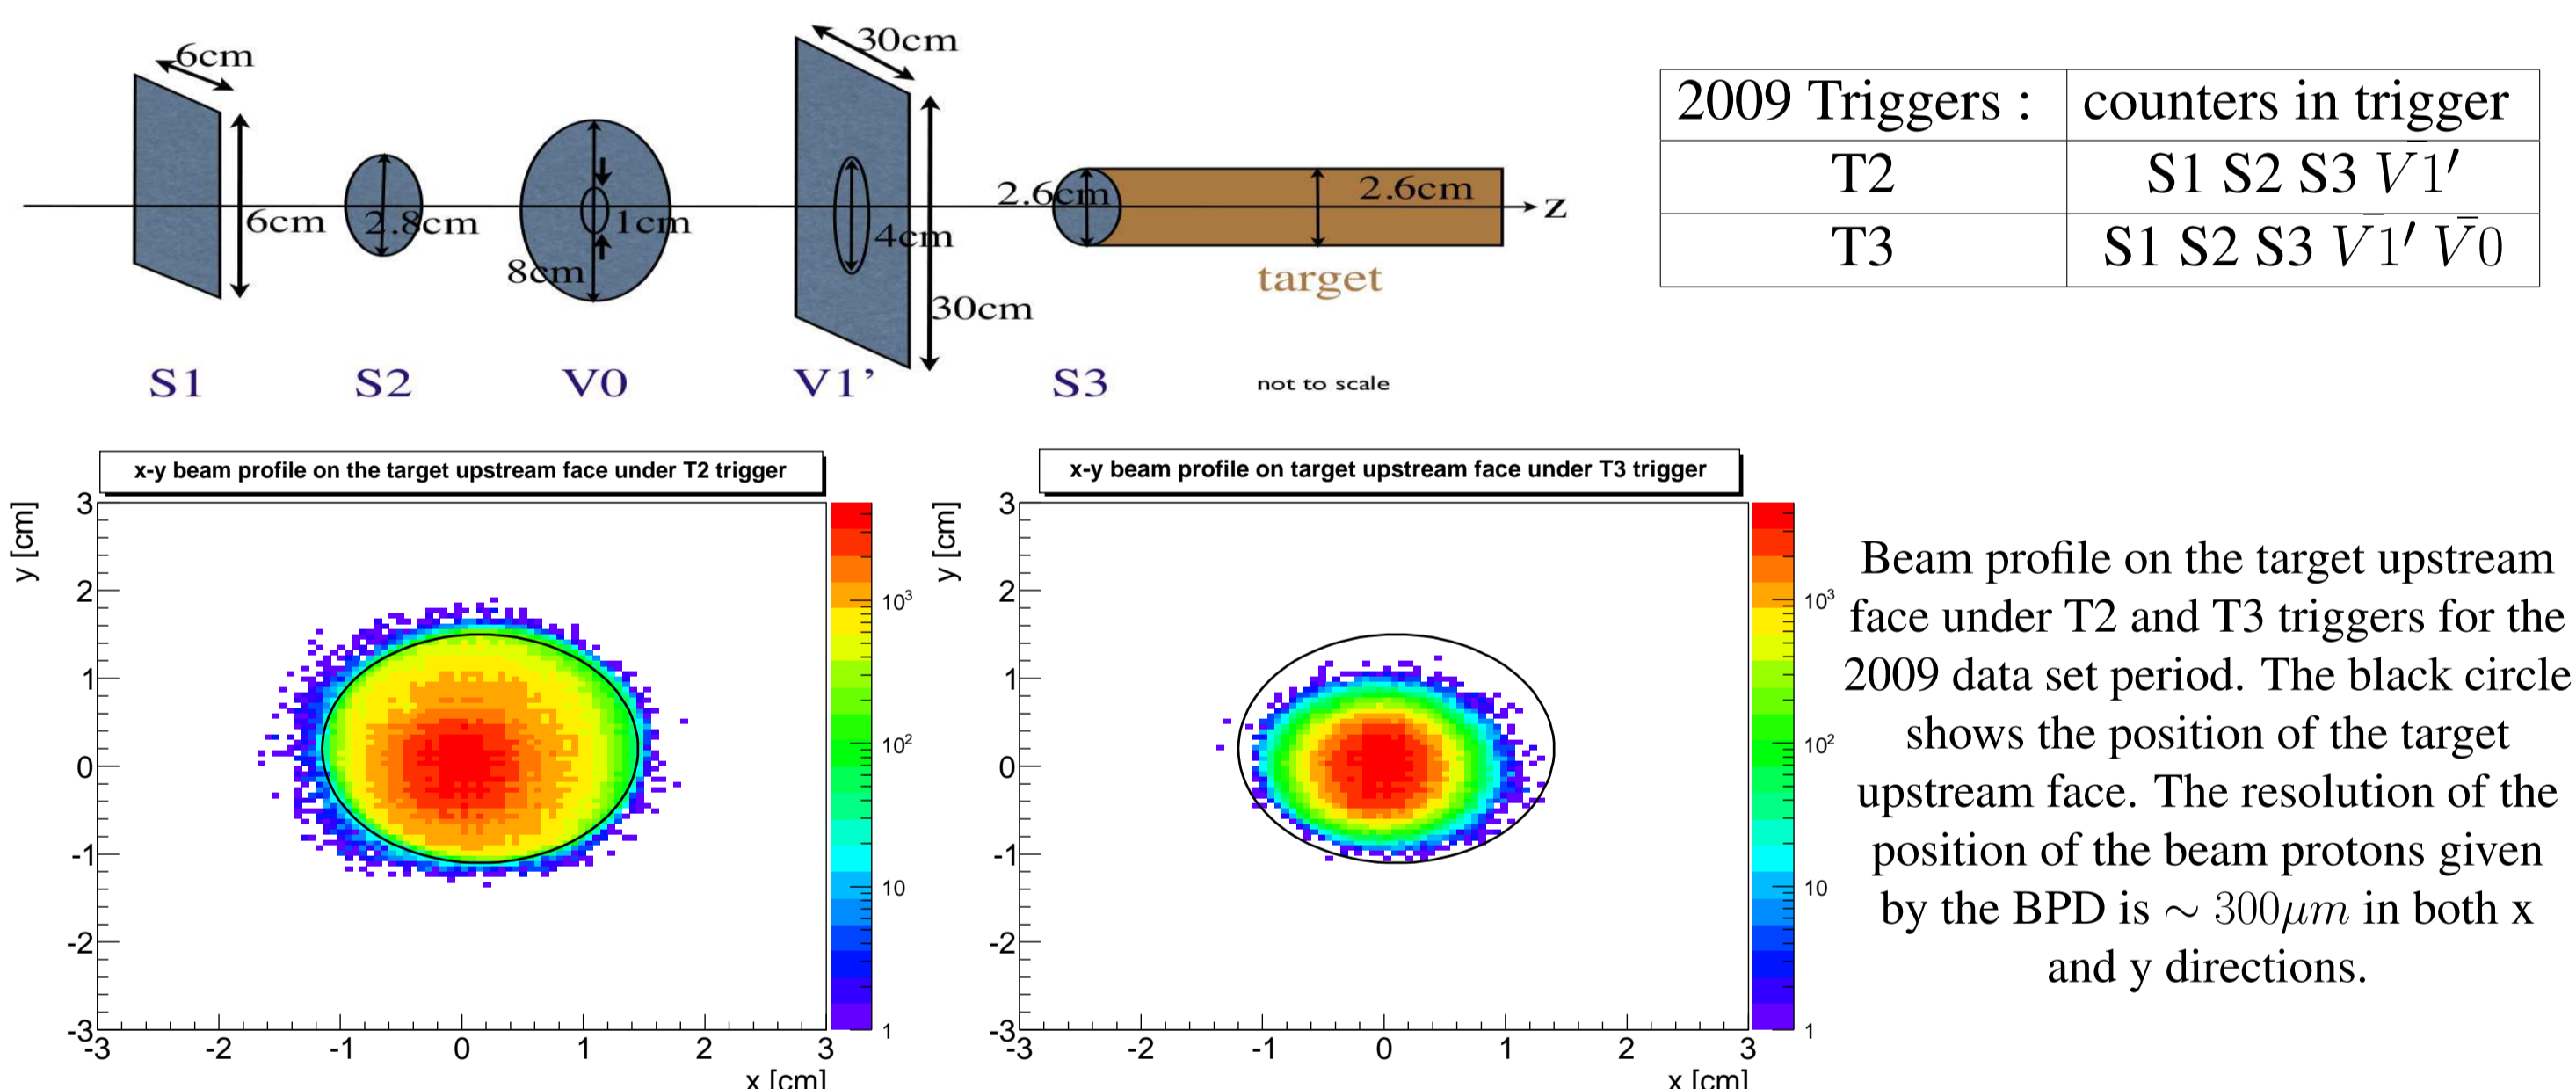 6cm
30cm
6cm
2.8cm
1cm
8cm
4cm
30cm
2.6cm
2.6cm
z
target
S1 S2 V0 V1’ S3
not to scale
2009 Triggers : counters in trigger
T2 S1 S2 S3 V̄1′
T3 S1 S2 S3 V̄1′ V̄0
x-y beam profile on the target upstream face under T2 trigger
y [cm]
3
2
1
0
-1
-2
-3
-3 -2 -1 0 1 2 3
x [cm]
10³
10²
10
1
x-y beam profile on target upstream face under T3 trigger
y [cm]
3
2
1
0
-1
-2
-3
-3 -2 -1 0 1 2 3
x [cm]
10³
10²
10
1
Beam profile on the target upstream
face under T2 and T3 triggers for the
2009 data set period. The black circle
shows the position of the target
upstream face. The resolution of the
position of the beam protons given
by the BPD is ∼ 300μm in both x
and y directions.